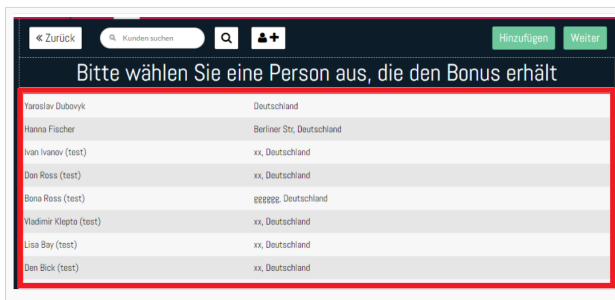 « Zurück Kunden suchen Hinzufügen Weiter
Bitte wählen Sie eine Person aus, die den Bonus erhält
Yaroslav Dubovyk Deutschland
Hanna Fischer Berliner Str, Deutschland
Ivan Ivanov (test) xx, Deutschland
Don Ross (test) xx, Deutschland
Bona Ross (test) gggggg, Deutschland
Vladimir Klepto (test) xx, Deutschland
Lisa Bay (test) xx, Deutschland
Den Bick (test) xx, Deutschland